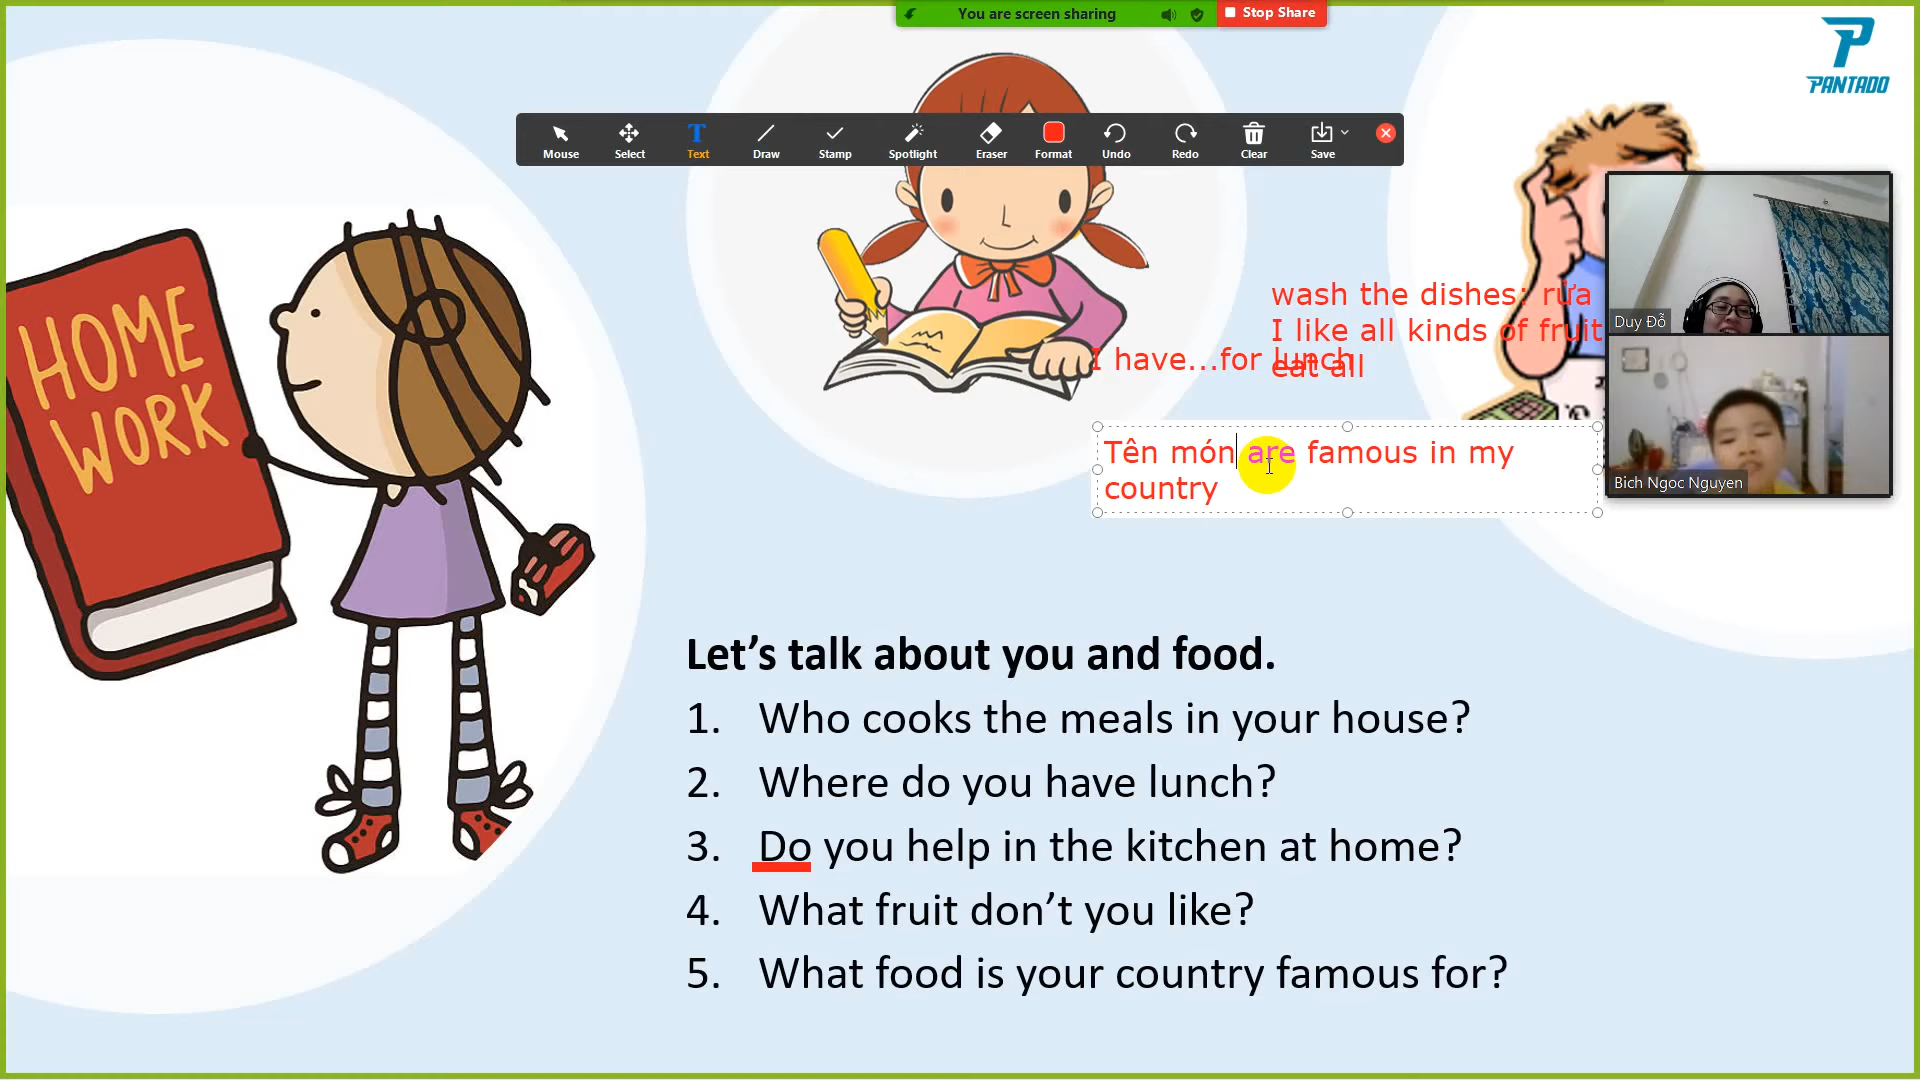 You are screen sharing
Stop Share
PANTADO
Mouse Select Text Draw Stamp Spotlight Eraser Format Undo Redo Clear Save
HOME
WORK
wash the dishes: rửa
I like all kinds of fruit
eat all
I have...for lunch
Duy Đỗ
Tên món are famous in my
country
Bich Ngoc Nguyen
Let’s talk about you and food.
1. Who cooks the meals in your house?
2. Where do you have lunch?
3. Do you help in the kitchen at home?
4. What fruit don’t you like?
5. What food is your country famous for?